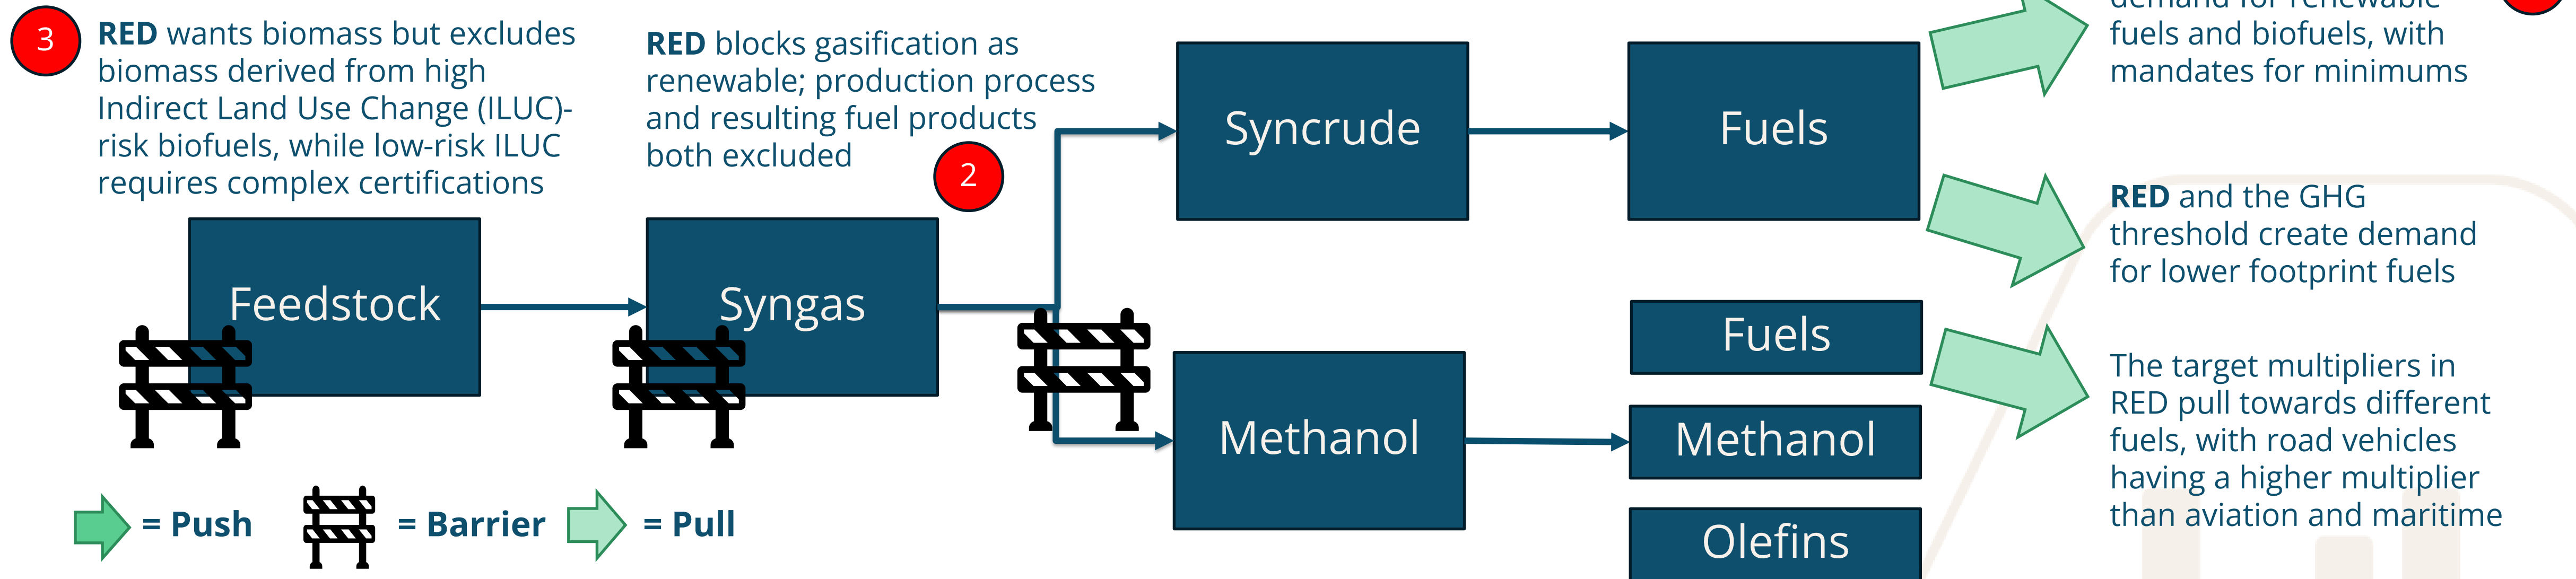 3
RED wants biomass but excludes
biomass derived from high
Indirect Land Use Change (ILUC)-
risk biofuels, while low-risk ILUC
requires complex certifications
RED blocks gasification as
renewable; production process
and resulting fuel products
both excluded
2
Feedstock
Syngas
Syncrude
Fuels
Methanol
Fuels
Methanol
Olefins
demand for renewable
fuels and biofuels, with
mandates for minimums
RED and the GHG
threshold create demand
for lower footprint fuels
The target multipliers in
RED pull towards different
fuels, with road vehicles
having a higher multiplier
than aviation and maritime
= Push
= Barrier
= Pull